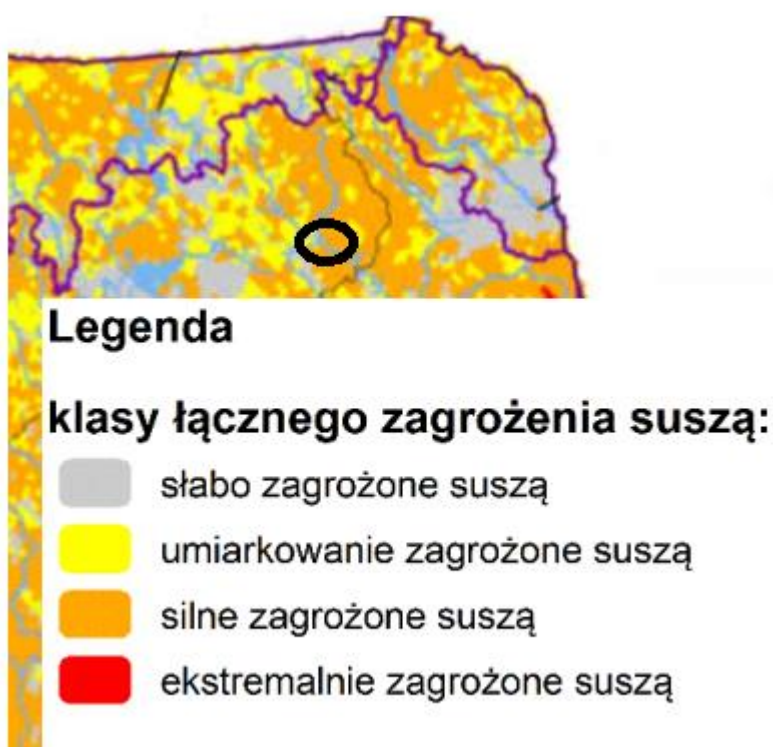 Legenda
klasy łącznego zagrożenia suszą:
słabo zagrożone suszą
umiarkowanie zagrożone suszą
silne zagrożone suszą
ekstremalnie zagrożone suszą